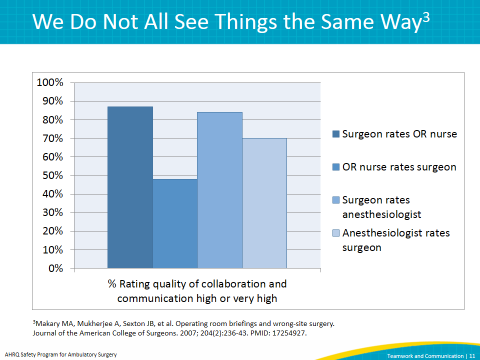 We Do Not All See Things the Same Way3
100%
90%
80%
70%
60%
50%
40%
30%
20%
10%
0%
% Rating quality of collaboration and
communication high or very high
Surgeon rates OR nurse
OR nurse rates surgeon
Surgeon rates
anesthesiologist
Anesthesiologist rates
surgeon
3Makary MA, Mukherjee A, Sexton JB, et al. Operating room briefings and wrong-site surgery.
Journal of the American College of Surgeons. 2007; 204(2):236-43. PMID: 17254927.
AHRQ Safety Program for Ambulatory Surgery
Teamwork and Communication | 11